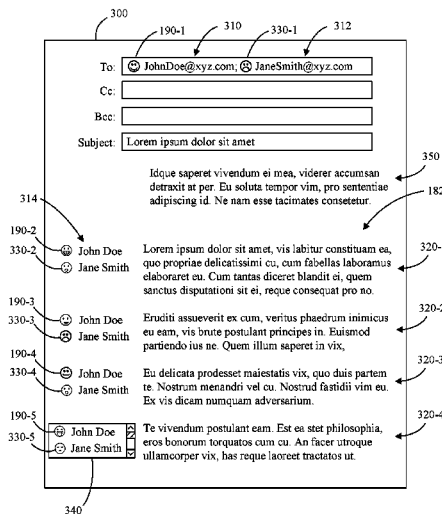 300
190-1
310
330-1
312
To: JohnDoe@xyz.com; JaneSmith@xyz.com
Cc:
Bcc:
Subject: Lorem ipsum dolor sit amet
Idque saperet vivendum ei mea, viderer accumsan
detraxit at per. Eu soluta tempor vim, pro sententiae
adipiscing id. Ne nam esse tacimates consetetur.
350
182
314
190-2 John Doe
330-2 Jane Smith
Lorem ipsum dolor sit amet, vis labitur constituam ea,
quo propriae delicatissimi cu, cum fabellas laboramus
elaboraret eu. Cum tantas diceret blandit ei, quem
sanctus disputationi sit ei, reque consequat pro no.
320-1
190-3 John Doe
330-3 Jane Smith
Eruditi assueverit ex cum, veritus phaedrum inimicus
eu eam, vis brute postulant principes in. Euismod
partiendo ius ne. Quem illum saperet in vix,
320-2
190-4 John Doe
330-4 Jane Smith
Eu delicata prodesset maiestatis vix, quo duis partem
te. Nostrum menandri vel cu. Nostrud fastidii vim eu.
Ex vis dicam numquam adversarium.
320-3
190-5 John Doe
330-5 Jane Smith
340
Te vivendum postulant eam. Est ea stet philosophia,
eros bonorum torquatos cum cu. An facer utroque
ullamcorper vix, has reque laoreet tractatos ut.
320-4